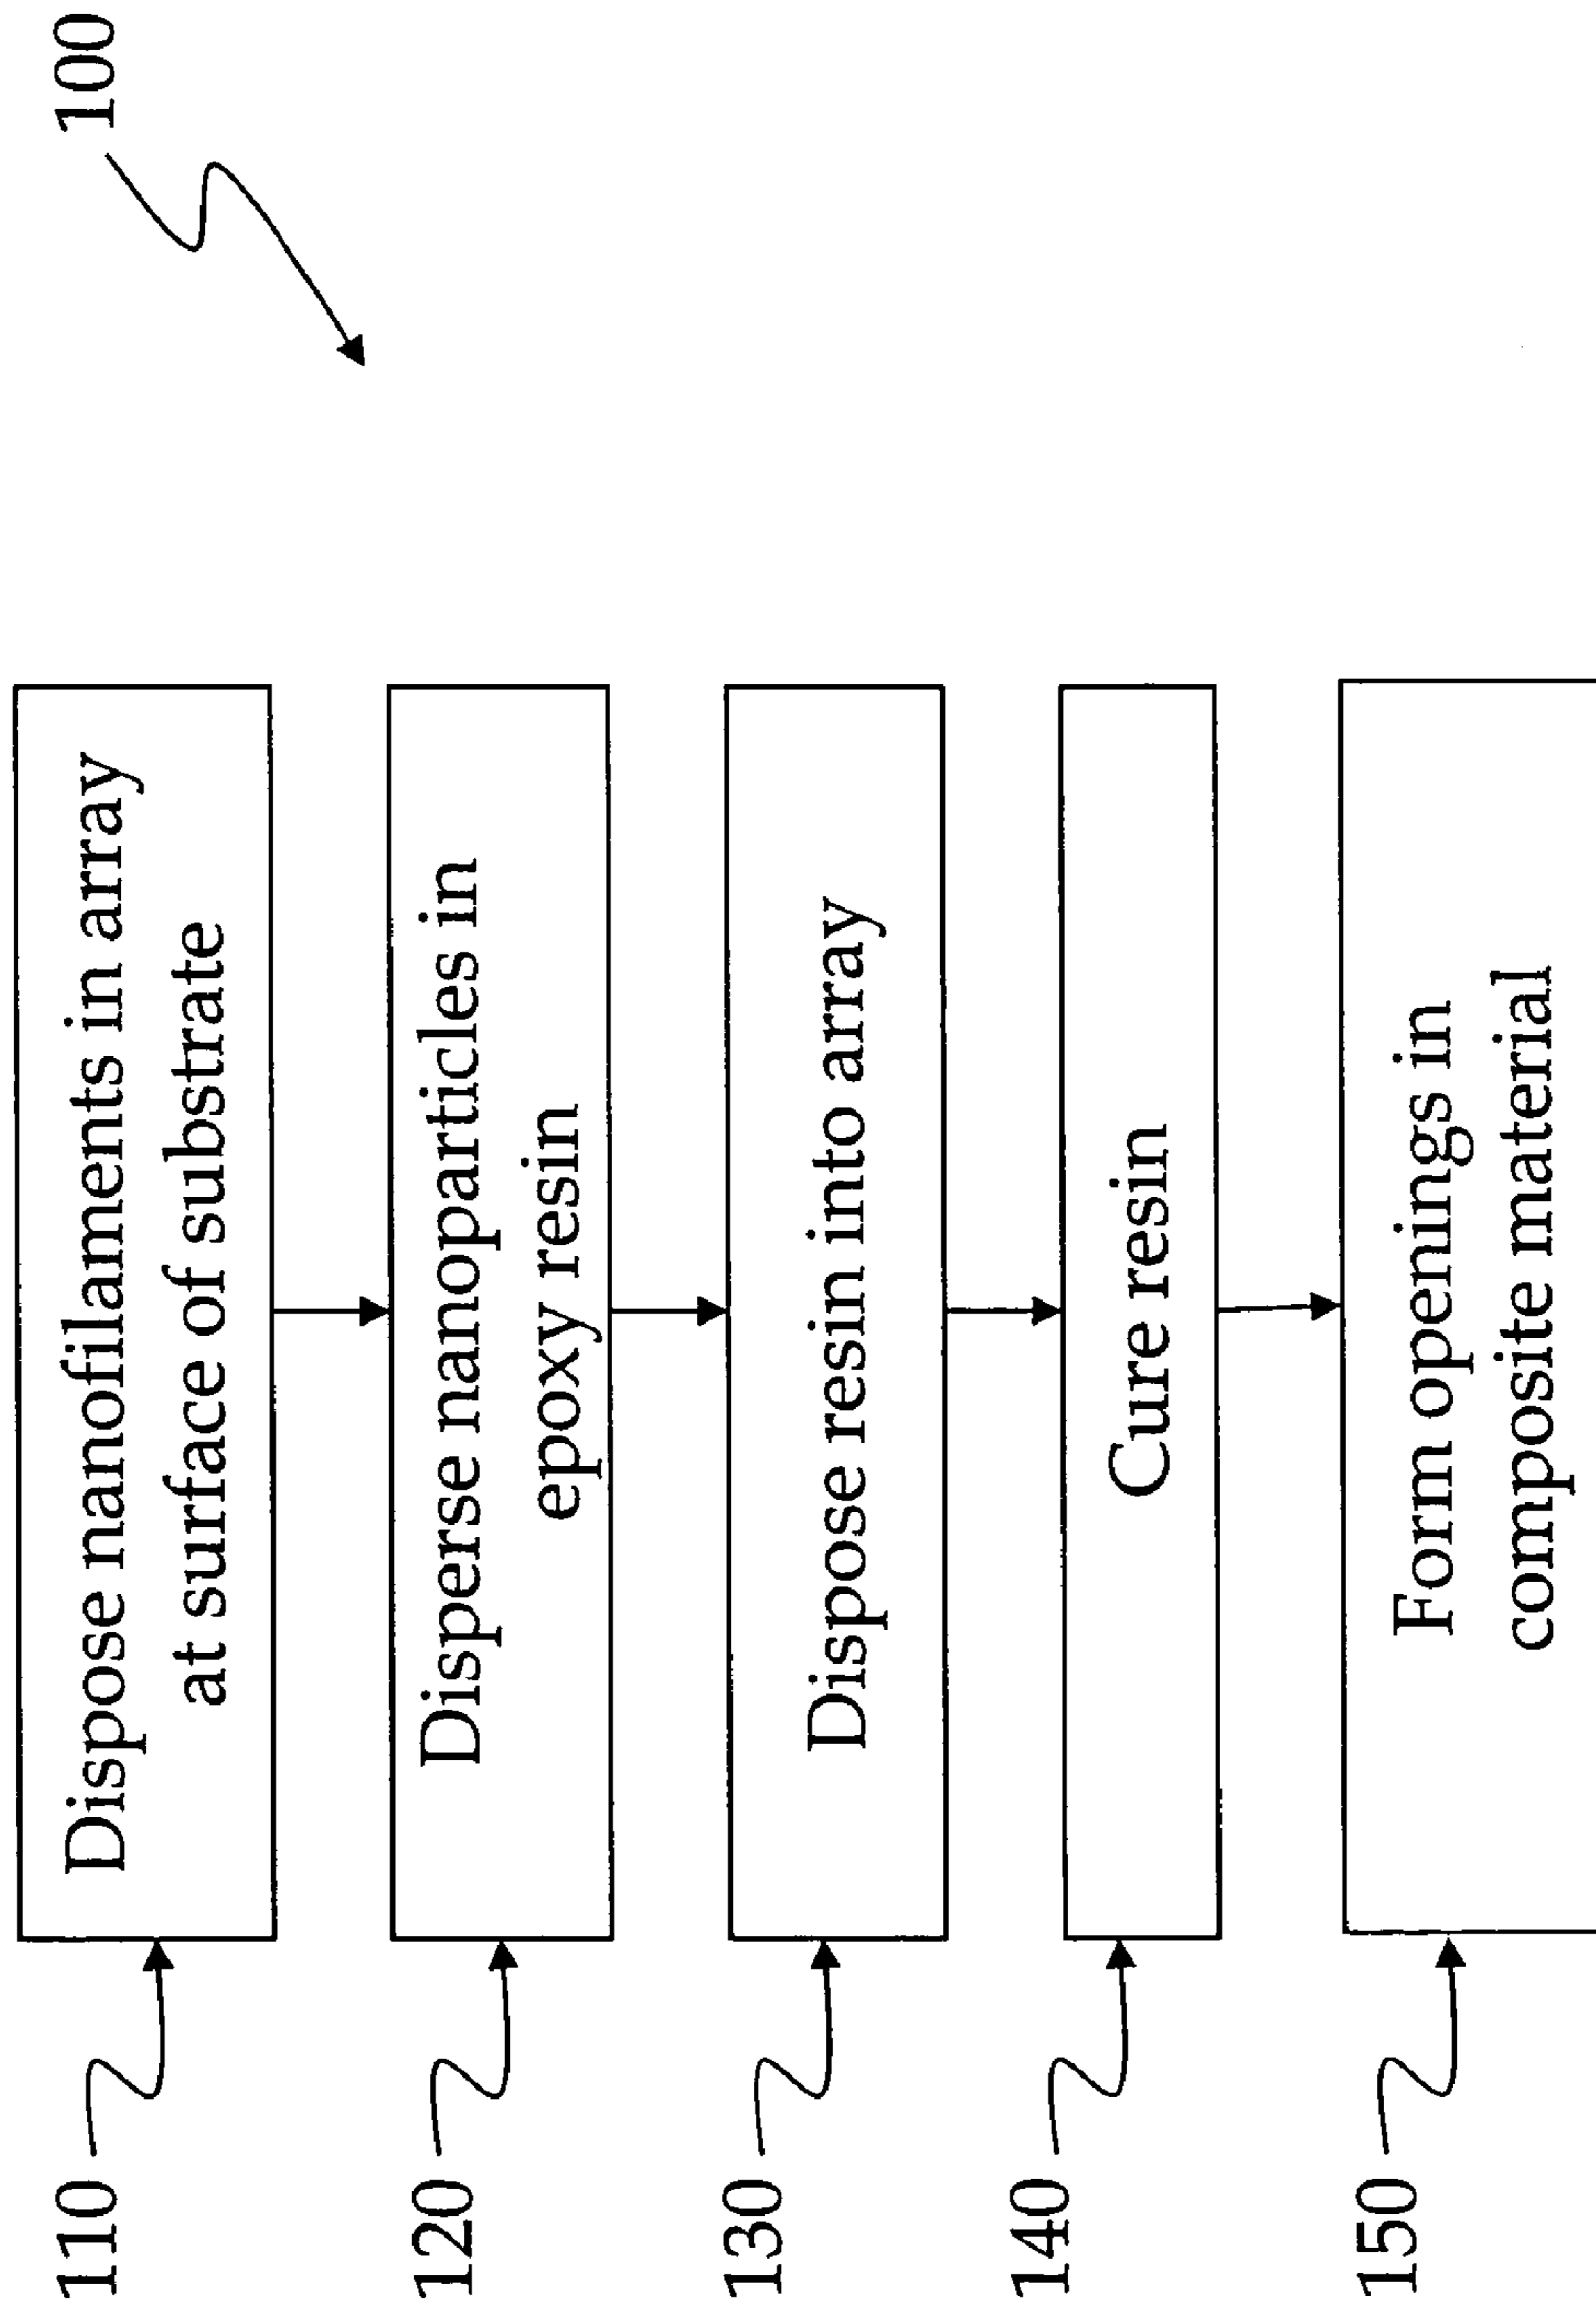 100
110
Dispose nanofilaments in array
at surface of substrate
120
Disperse nanoparticles in
epoxy resin
130
Dispose resin into array
140
Cure resin
150
Form openings in
composite material